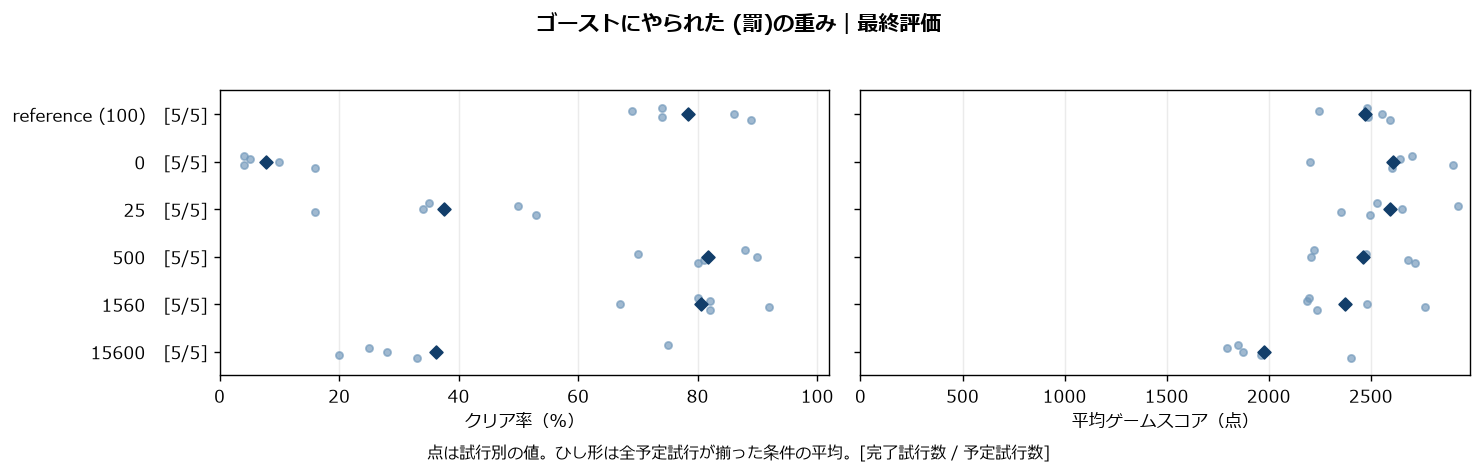 ゴーストにやられた (罰)の重み｜最終評価
reference (100) [5/5]
0 [5/5]
25 [5/5]
500 [5/5]
1560 [5/5]
15600 [5/5]
0 20 40 60 80 100
クリア率（%）
0 500 1000 1500 2000 2500
平均ゲームスコア（点）
点は試行別の値。ひし形は全予定試行が揃った条件の平均。[完了試行数 / 予定試行数]